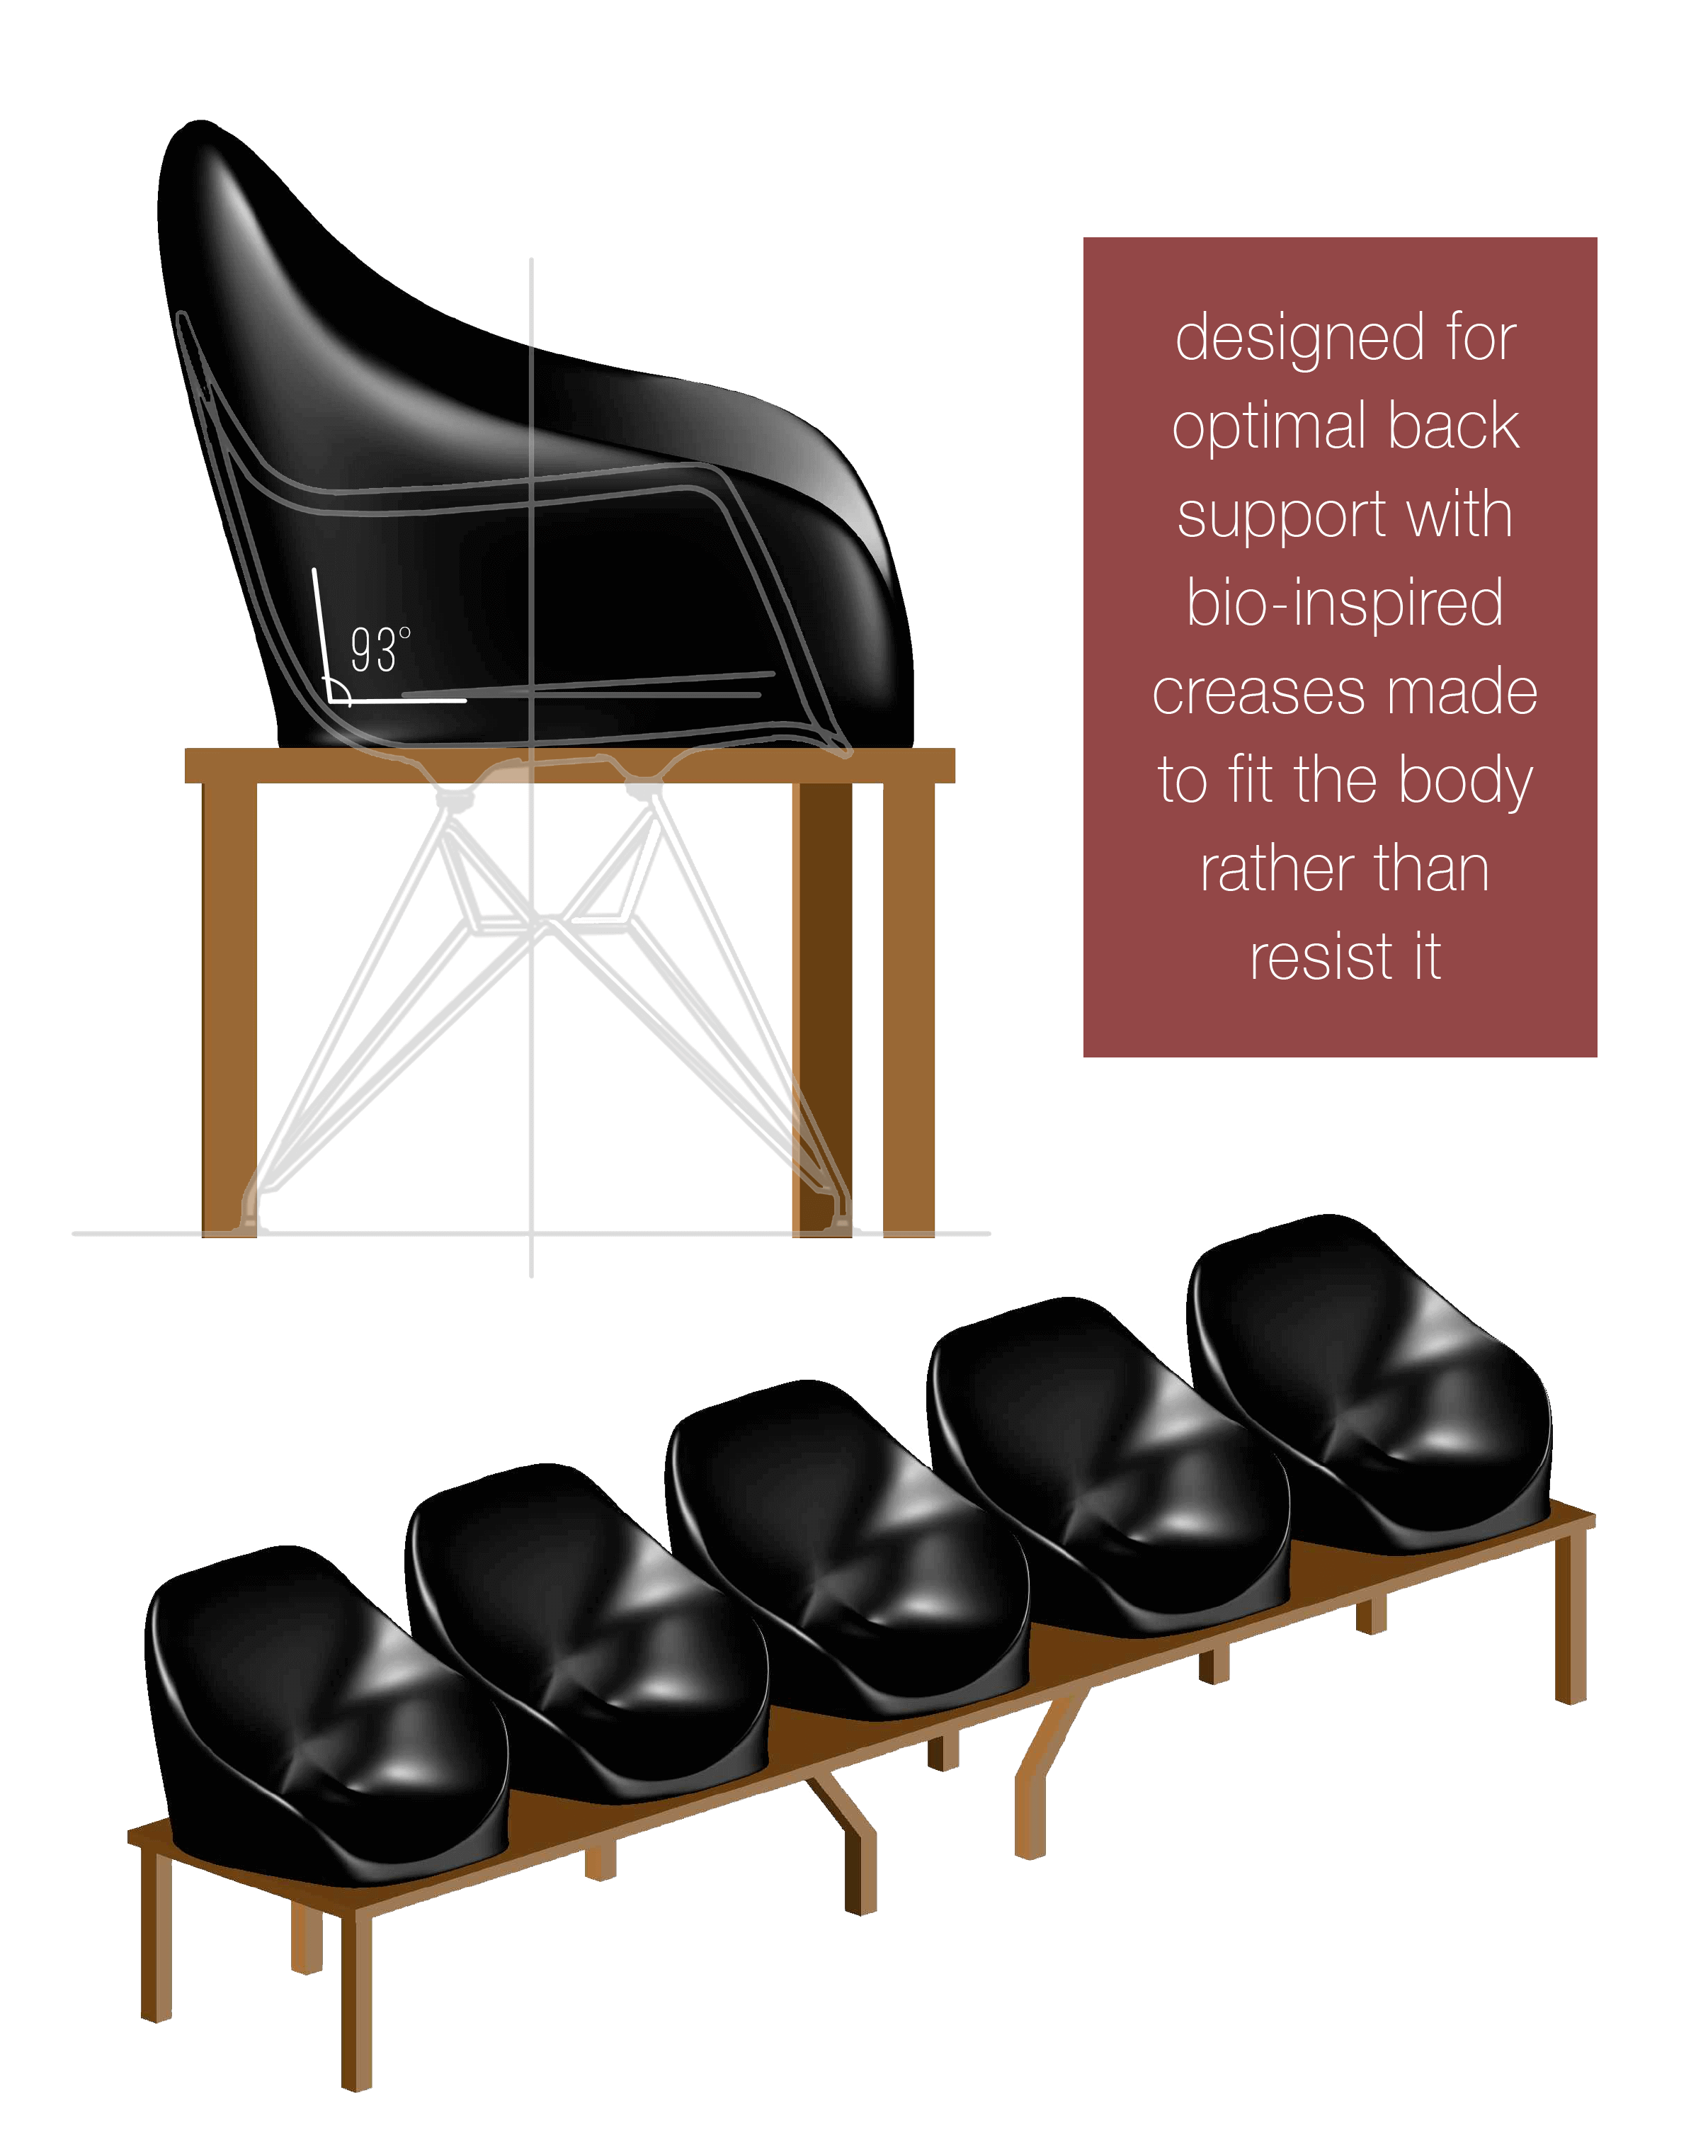 93°
designed for
optimal back
support with
bio-inspired
creases made
to fit the body
rather than
resist it